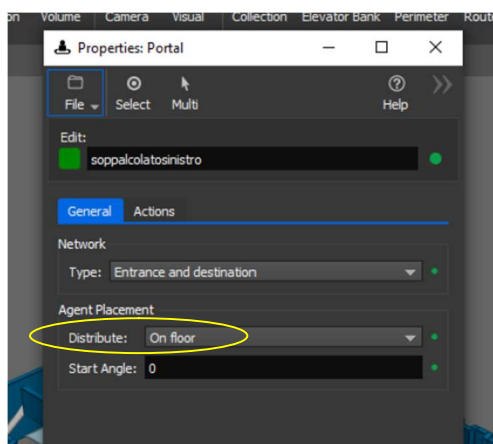 on Volume Camera Visual Collection Elevator Bank Perimeter Rout
Properties: Portal
File Select Multi Help
Edit:
soppalcolatosinistro
General Actions
Network
Type: Entrance and destination
Agent Placement
Distribute: On floor
Start Angle: 0